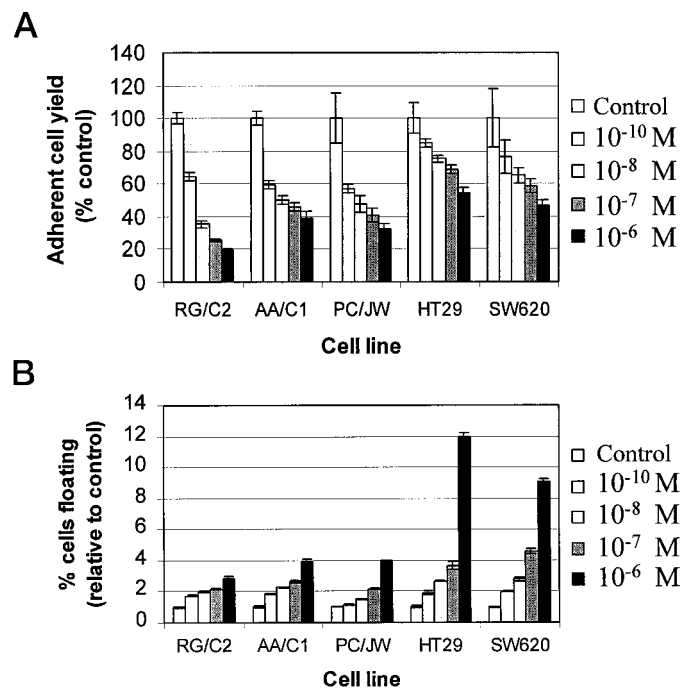 A
Adherent cell yield
(% control)
140
120
100
80
60
40
20
0
RG/C2 AA/C1 PC/JW HT29 SW620
Cell line
Control
10⁻¹⁰ M
10⁻⁸ M
10⁻⁷ M
10⁻⁶ M
B
% cells floating
(relative to control)
14
12
10
8
6
4
2
0
RG/C2 AA/C1 PC/JW HT29 SW620
Cell line
Control
10⁻¹⁰ M
10⁻⁸ M
10⁻⁷ M
10⁻⁶ M